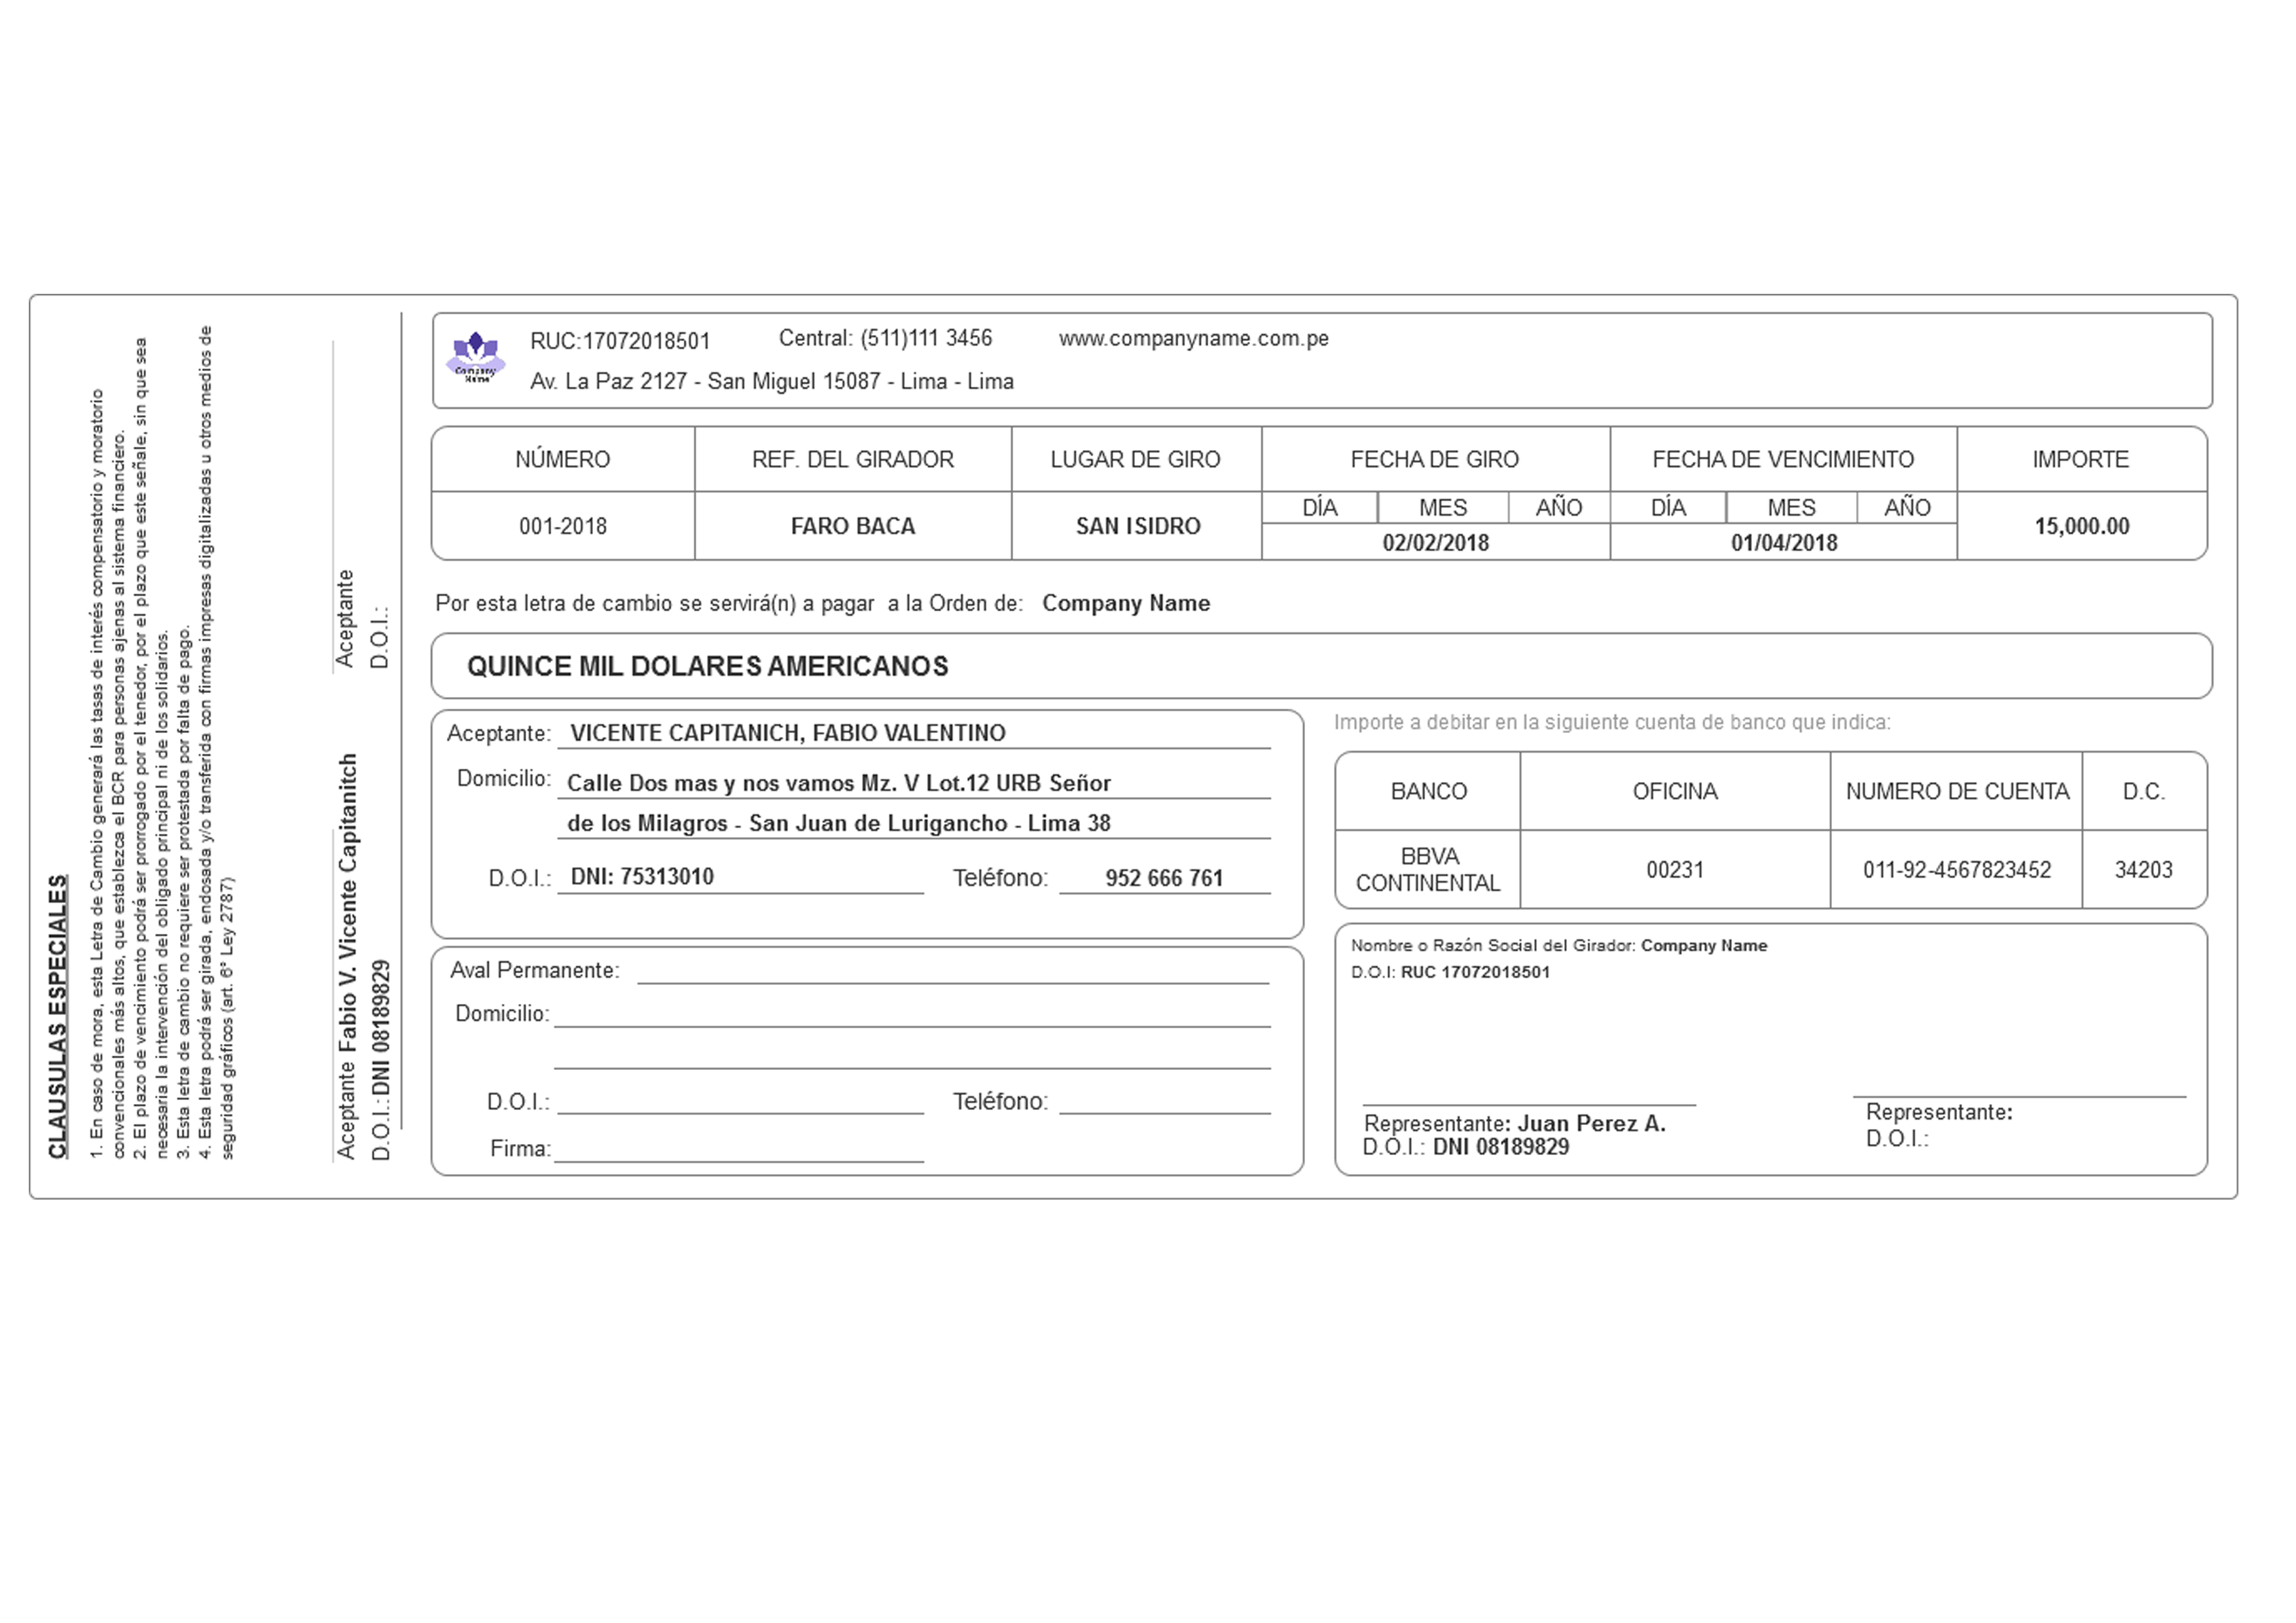 CLAUSULAS ESPECIALES
1. En caso de mora, esta Letra de Cambio generará las tasas de interés compensatorio y moratorio
convencionales más altos, que establezca el BCR para personas ajenas al sistema financiero.
2. El plazo de vencimiento podrá ser prorrogado por el tenedor, por el plazo que este señale, sin que sea
necesaria la intervención del obligado principal ni de los solidarios.
3. Esta letra de cambio no requiere ser protestada por falta de pago.
4. Esta letra podrá ser girada, endosada y/o transferida con firmas impresas digitalizadas u otros medios de
seguridad gráficos (art. 6º Ley 2787)
Aceptante Fabio V. Vicente Capitanitch
D.O.I.: DNI 08189829
Aceptante
D.O.I.:
Company
Name
RUC:17072018501 Central: (511)111 3456 www.companyname.com.pe
Av. La Paz 2127 - San Miguel 15087 - Lima - Lima
NÚMERO REF. DEL GIRADOR LUGAR DE GIRO FECHA DE GIRO FECHA DE VENCIMIENTO IMPORTE
DÍA MES AÑO DÍA MES AÑO
001-2018 FARO BACA SAN ISIDRO 02/02/2018 01/04/2018 15,000.00
Por esta letra de cambio se servirá(n) a pagar a la Orden de: Company Name
QUINCE MIL DOLARES AMERICANOS
Aceptante: VICENTE CAPITANICH, FABIO VALENTINO
Domicilio: Calle Dos mas y nos vamos Mz. V Lot.12 URB Señor
de los Milagros - San Juan de Lurigancho - Lima 38
D.O.I.: DNI: 75313010 Teléfono: 952 666 761
Aval Permanente:
Domicilio:
D.O.I.: Teléfono:
Firma:
Importe a debitar en la siguiente cuenta de banco que indica:
BANCO OFICINA NUMERO DE CUENTA D.C.
BBVA
CONTINENTAL 00231 011-92-4567823452 34203
Nombre o Razón Social del Girador: Company Name
D.O.I: RUC 17072018501
Representante: Juan Perez A.
D.O.I.: DNI 08189829
Representante:
D.O.I.: